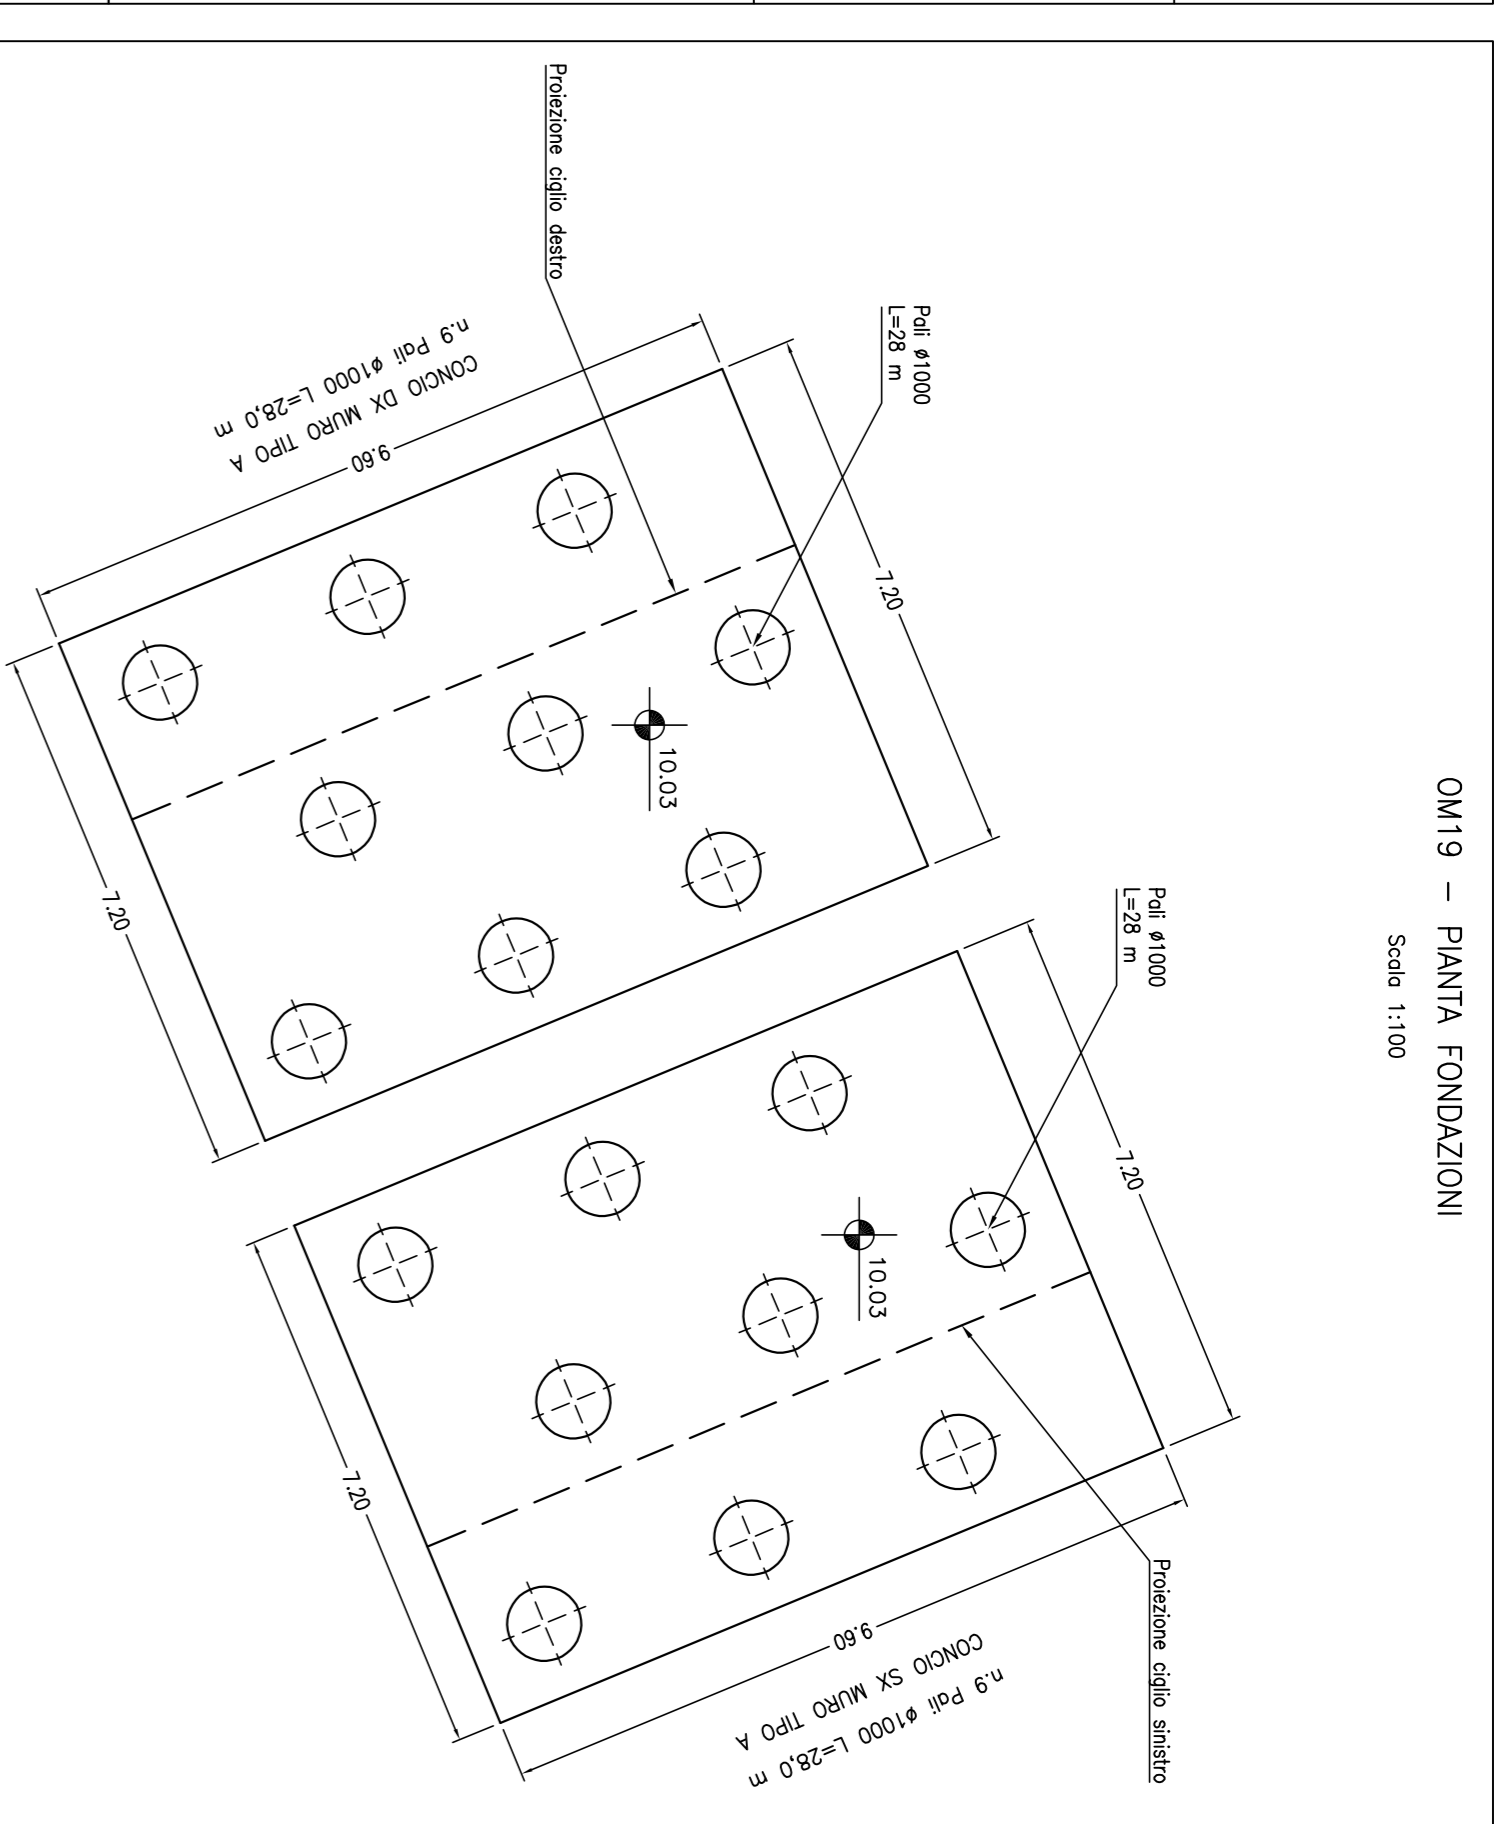 OM19 - PIANTA FONDAZIONI
Scala 1:100
Pali ø1000
L=28 m
Pali ø1000
L=28 m
Proiezione ciglio destro
Proiezione ciglio sinistro
7.20
7.20
9.60
9.60
7.20
7.20
10.03
10.03
CONCIO DX MURO TIPO A
n.9 Pali ø1000 L=28,0 m
CONCIO SX MURO TIPO A
n.9 Pali ø1000 L=28,0 m